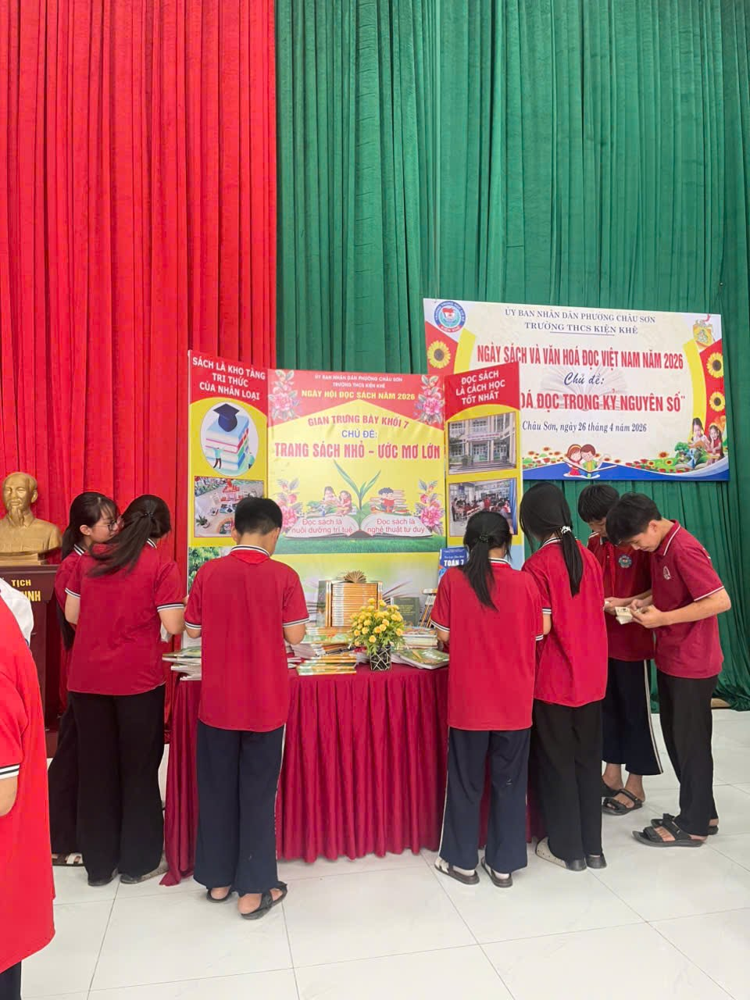 ỦY BAN NHÂN DÂN PHƯỜNG CHÂU SƠN
TRƯỜNG THCS KIỆN KHÊ
NGÀY SÁCH VÀ VĂN HOÁ ĐỌC VIỆT NAM NĂM 2026
Chủ đề:
OÁ ĐỌC TRONG KỶ NGUYÊN SỐ"
Châu Sơn, ngày 26 tháng 4 năm 2026
SÁCH LÀ KHO TÀNG
TRI THỨC
CỦA NHÂN LOẠI
ỦY BAN NHÂN DÂN PHƯỜNG CHÂU SƠN
TRƯỜNG THCS KIỆN KHÊ
NGÀY HỘI ĐỌC SÁCH NĂM 2026
GIAN TRƯNG BÀY KHỐI 7
CHỦ ĐỀ:
TRANG SÁCH NHỎ - ƯỚC MƠ LỚN
Đọc sách là
nuôi dưỡng trí tuệ
Đọc sách là
nghệ thuật tư duy
ĐỌC SÁCH
LÀ CÁCH HỌC
TỐT NHẤT
TOÁN 7
TỊCH